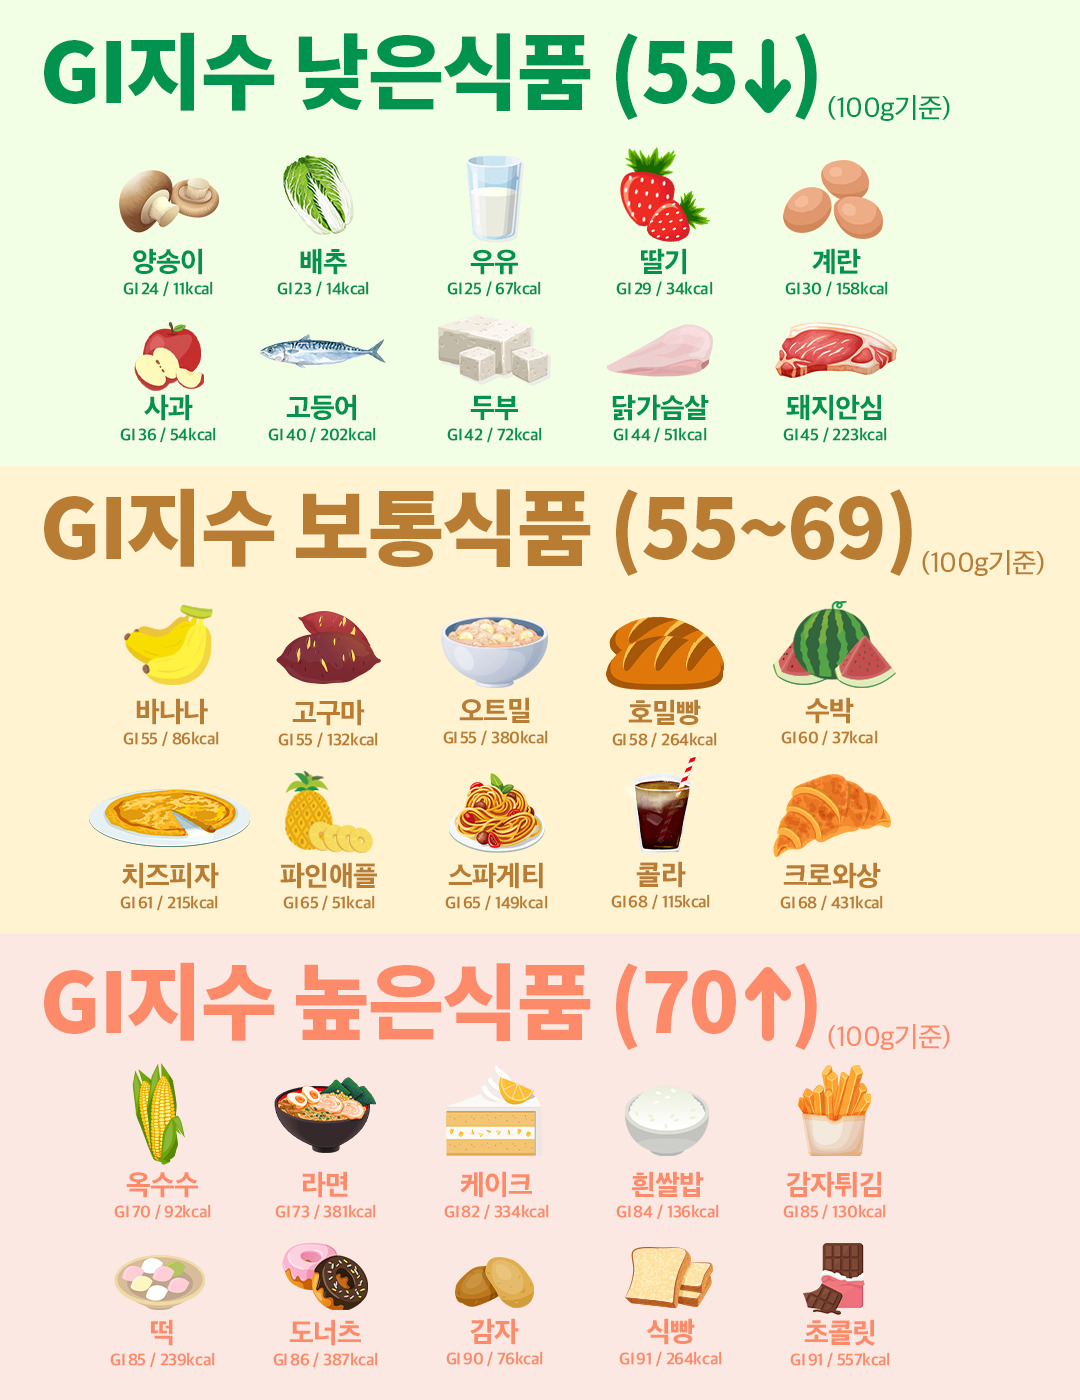 GI지수 낮은식품 (55↓) (100g기준)
양송이 배추 우유 딸기 계란
GI 24 / 11kcal GI 23 / 14kcal GI 25 / 67kcal GI 29 / 34kcal GI 30 / 158kcal
사과 고등어 두부 닭가슴살 돼지안심
GI 36 / 54kcal GI 40 / 202kcal GI 42 / 72kcal GI 44 / 51kcal GI 45 / 223kcal
GI지수 보통식품 (55~69) (100g기준)
바나나 고구마 오트밀 호밀빵 수박
GI 55 / 86kcal GI 55 / 132kcal GI 55 / 380kcal GI 58 / 264kcal GI 60 / 37kcal
치즈피자 파인애플 스파게티 콜라 크로와상
GI 61 / 215kcal GI 65 / 51kcal GI 65 / 149kcal GI 68 / 115kcal GI 68 / 431kcal
GI지수 높은식품 (70↑) (100g기준)
옥수수 라면 케이크 흰쌀밥 감자튀김
GI 70 / 92kcal GI 73 / 381kcal GI 82 / 334kcal GI 84 / 136kcal GI 85 / 130kcal
떡 도너츠 감자 식빵 초콜릿
GI 85 / 239kcal GI 86 / 387kcal GI 90 / 76kcal GI 91 / 264kcal GI 91 / 557kcal